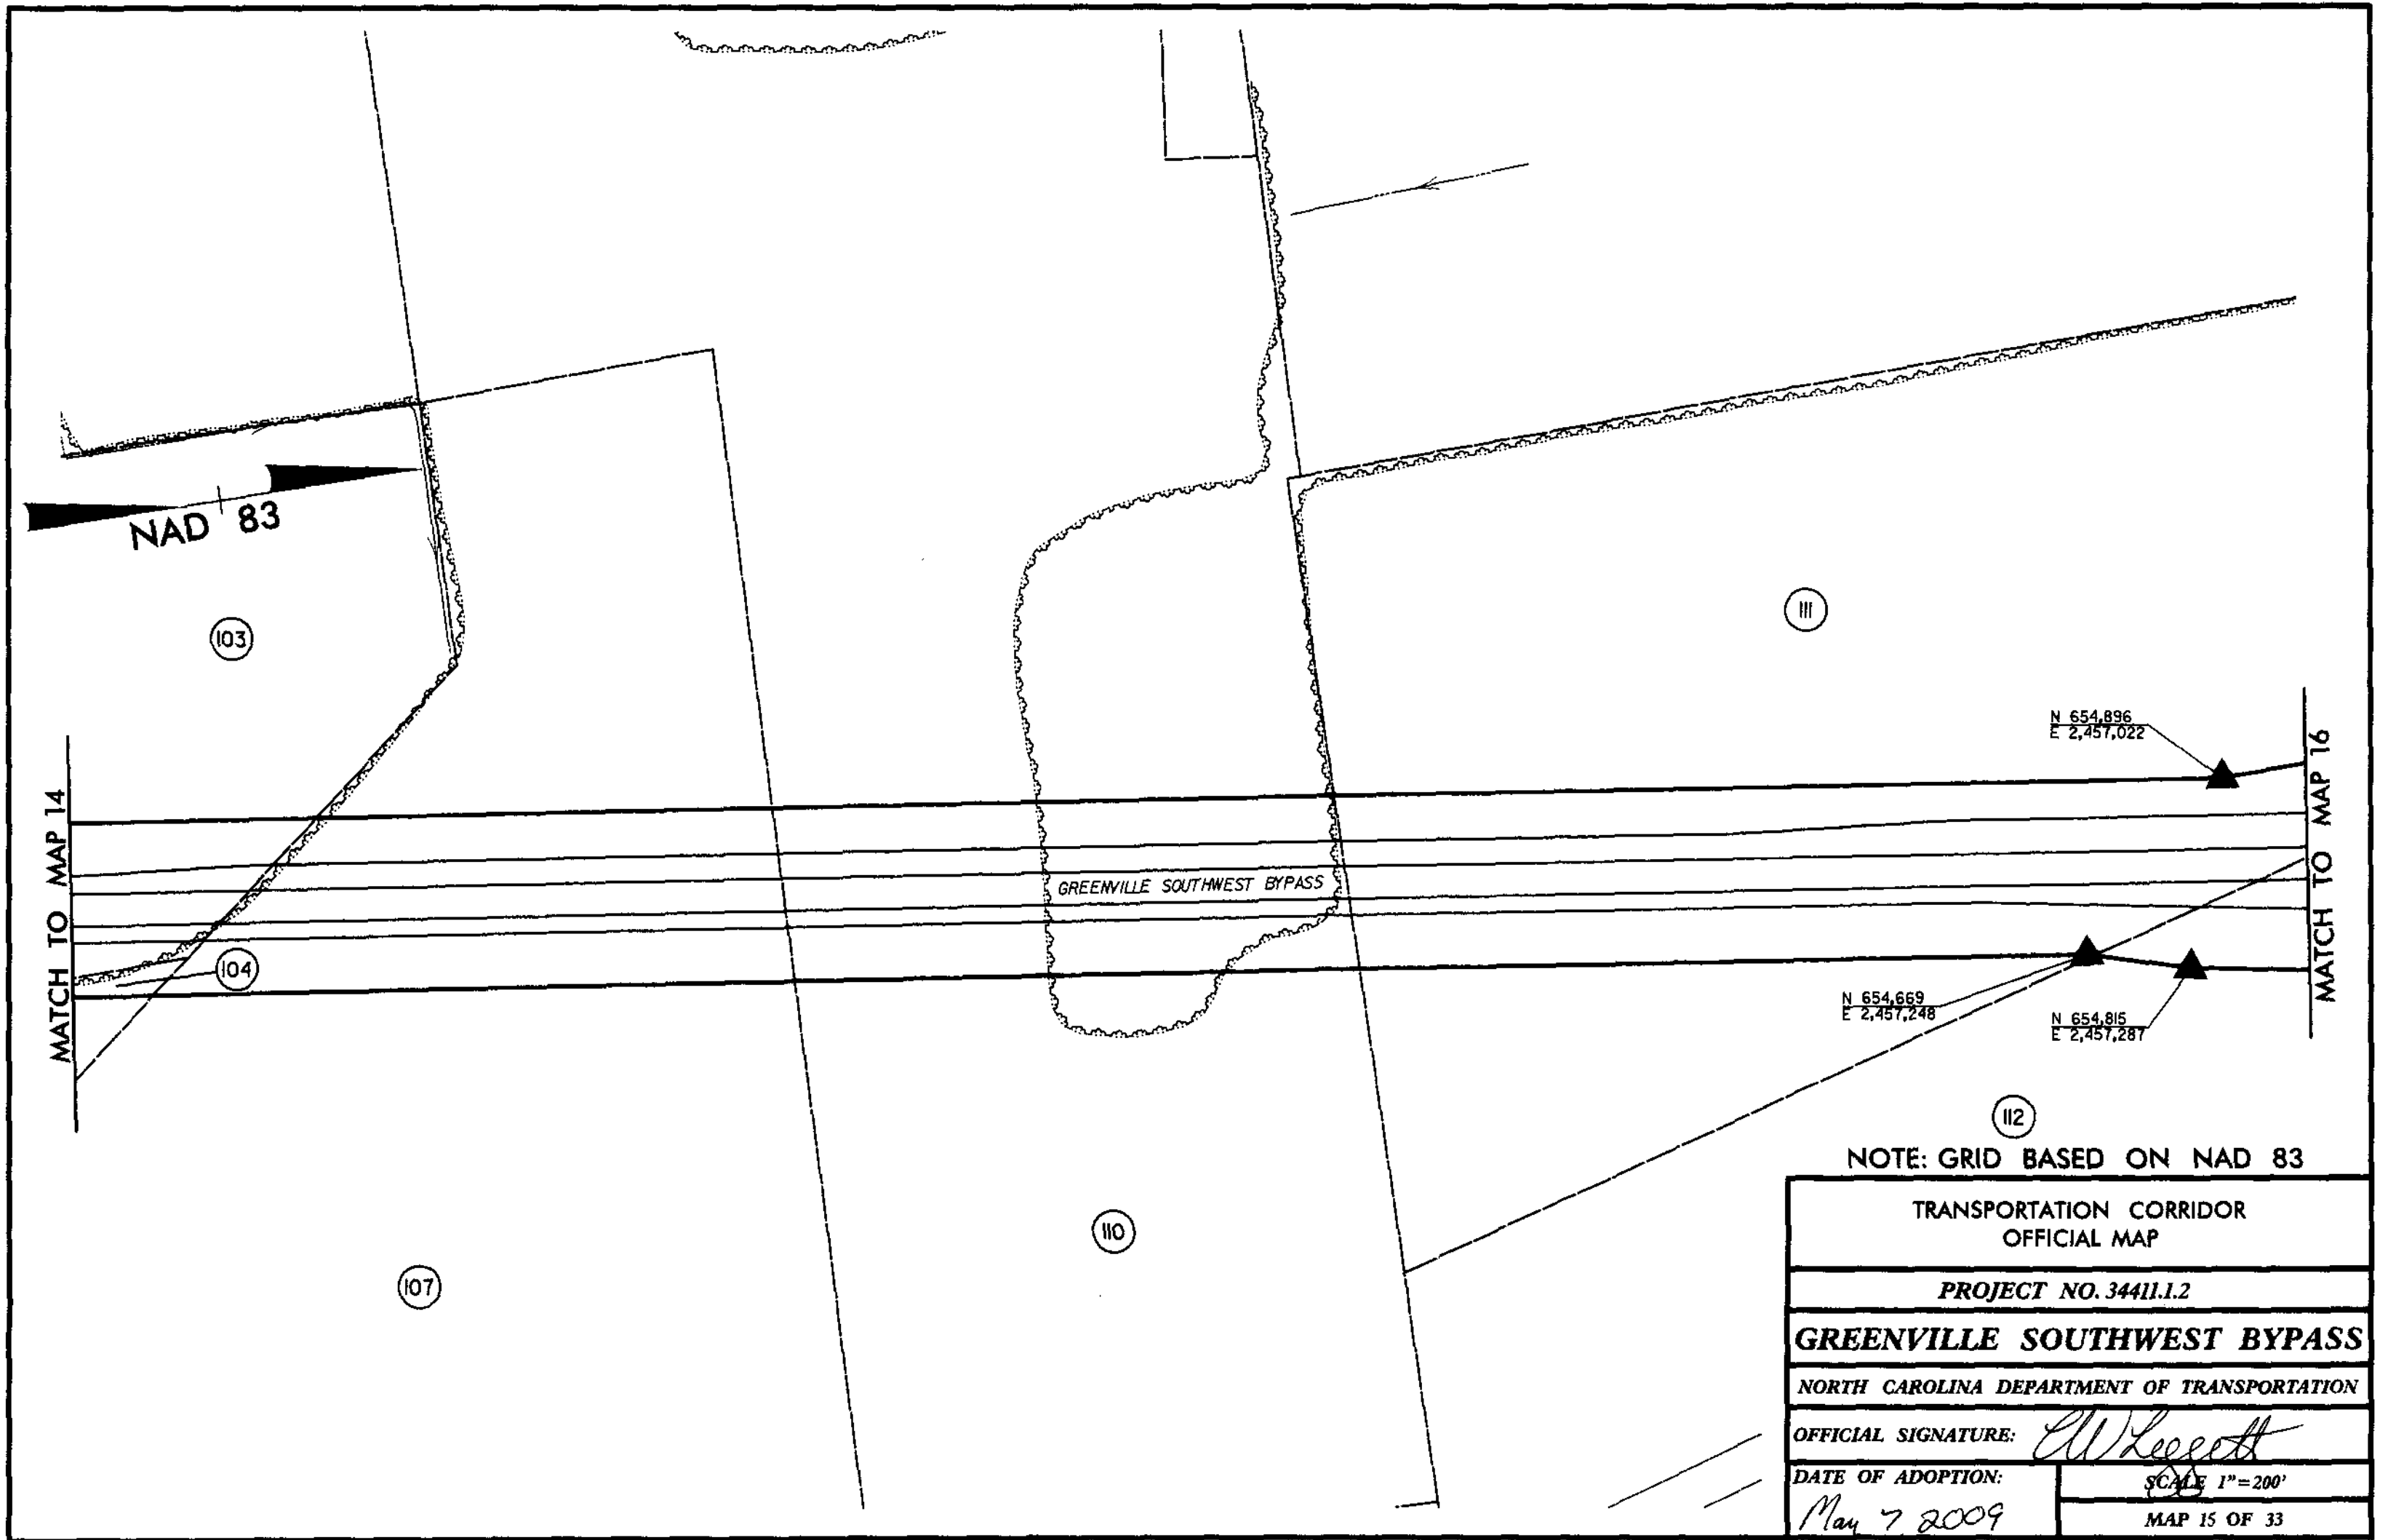 NAD 83
103
111
N 654,896
E 2,457,022
MATCH TO MAP 14
MATCH TO MAP 16
GREENVILLE SOUTHWEST BYPASS
104
N 654,669
E 2,457,248
N 654,815
E 2,457,287
112
110
107
NOTE: GRID BASED ON NAD 83
TRANSPORTATION CORRIDOR
OFFICIAL MAP
PROJECT NO. 34411.1.2
GREENVILLE SOUTHWEST BYPASS
NORTH CAROLINA DEPARTMENT OF TRANSPORTATION
OFFICIAL SIGNATURE: CW Leggett
DATE OF ADOPTION:
May 7 2009
SCALE 1"=200'
MAP 15 OF 33